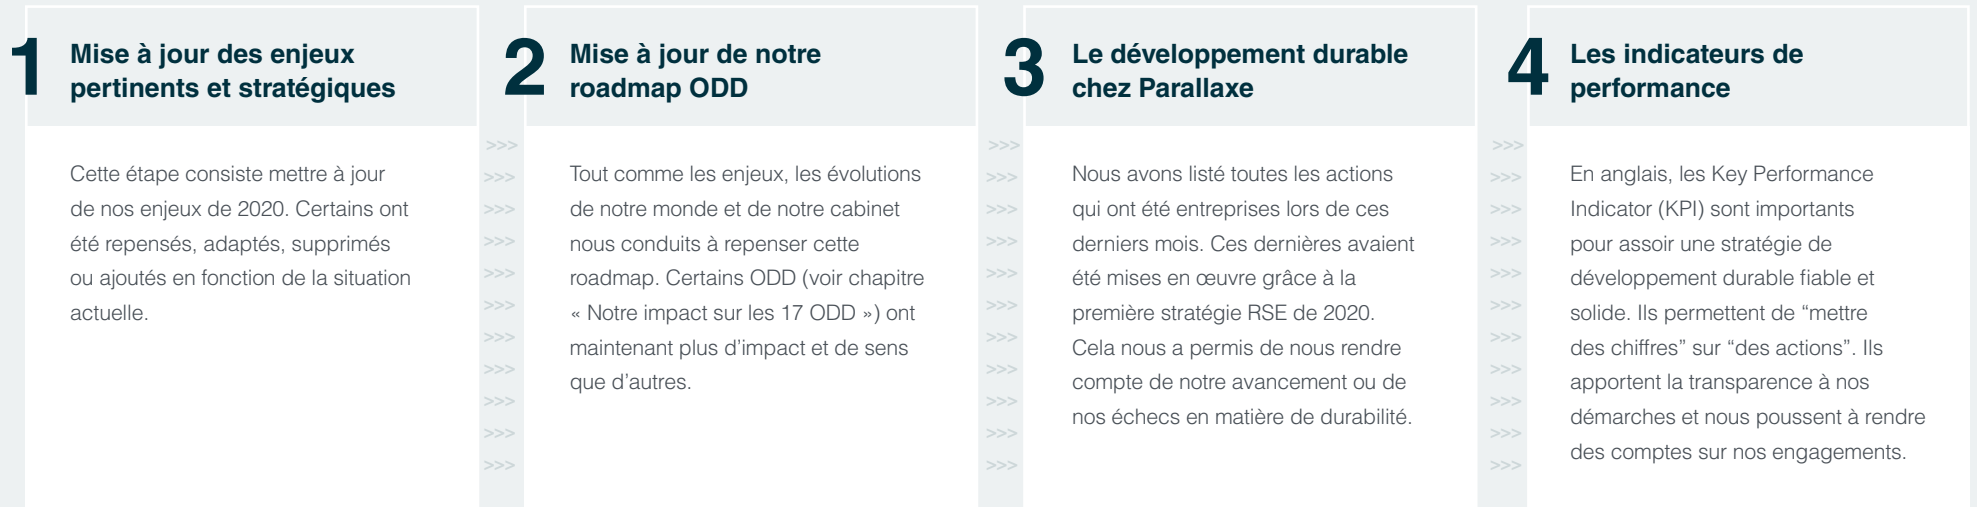 1
Mise à jour des enjeux
pertinents et stratégiques
Cette étape consiste mettre à jour
de nos enjeux de 2020. Certains ont
été repensés, adaptés, supprimés
ou ajoutés en fonction de la situation
actuelle.
>>>
>>>
>>>
>>>
>>>
>>>
>>>
>>>
>>>
>>>
>>>
2
Mise à jour de notre
roadmap ODD
Tout comme les enjeux, les évolutions
de notre monde et de notre cabinet
nous conduits à repenser cette
roadmap. Certains ODD (voir chapitre
« Notre impact sur les 17 ODD ») ont
maintenant plus d’impact et de sens
que d’autres.
>>>
>>>
>>>
>>>
>>>
>>>
>>>
>>>
>>>
>>>
>>>
3
Le développement durable
chez Parallaxe
Nous avons listé toutes les actions
qui ont été entreprises lors de ces
derniers mois. Ces dernières avaient
été mises en œuvre grâce à la
première stratégie RSE de 2020.
Cela nous a permis de nous rendre
compte de notre avancement ou de
nos échecs en matière de durabilité.
>>>
>>>
>>>
>>>
>>>
>>>
>>>
>>>
>>>
>>>
>>>
4
Les indicateurs de
performance
En anglais, les Key Performance
Indicator (KPI) sont importants
pour assoir une stratégie de
développement durable fiable et
solide. Ils permettent de “mettre
des chiffres” sur “des actions”. Ils
apportent la transparence à nos
démarches et nous poussent à rendre
des comptes sur nos engagements.